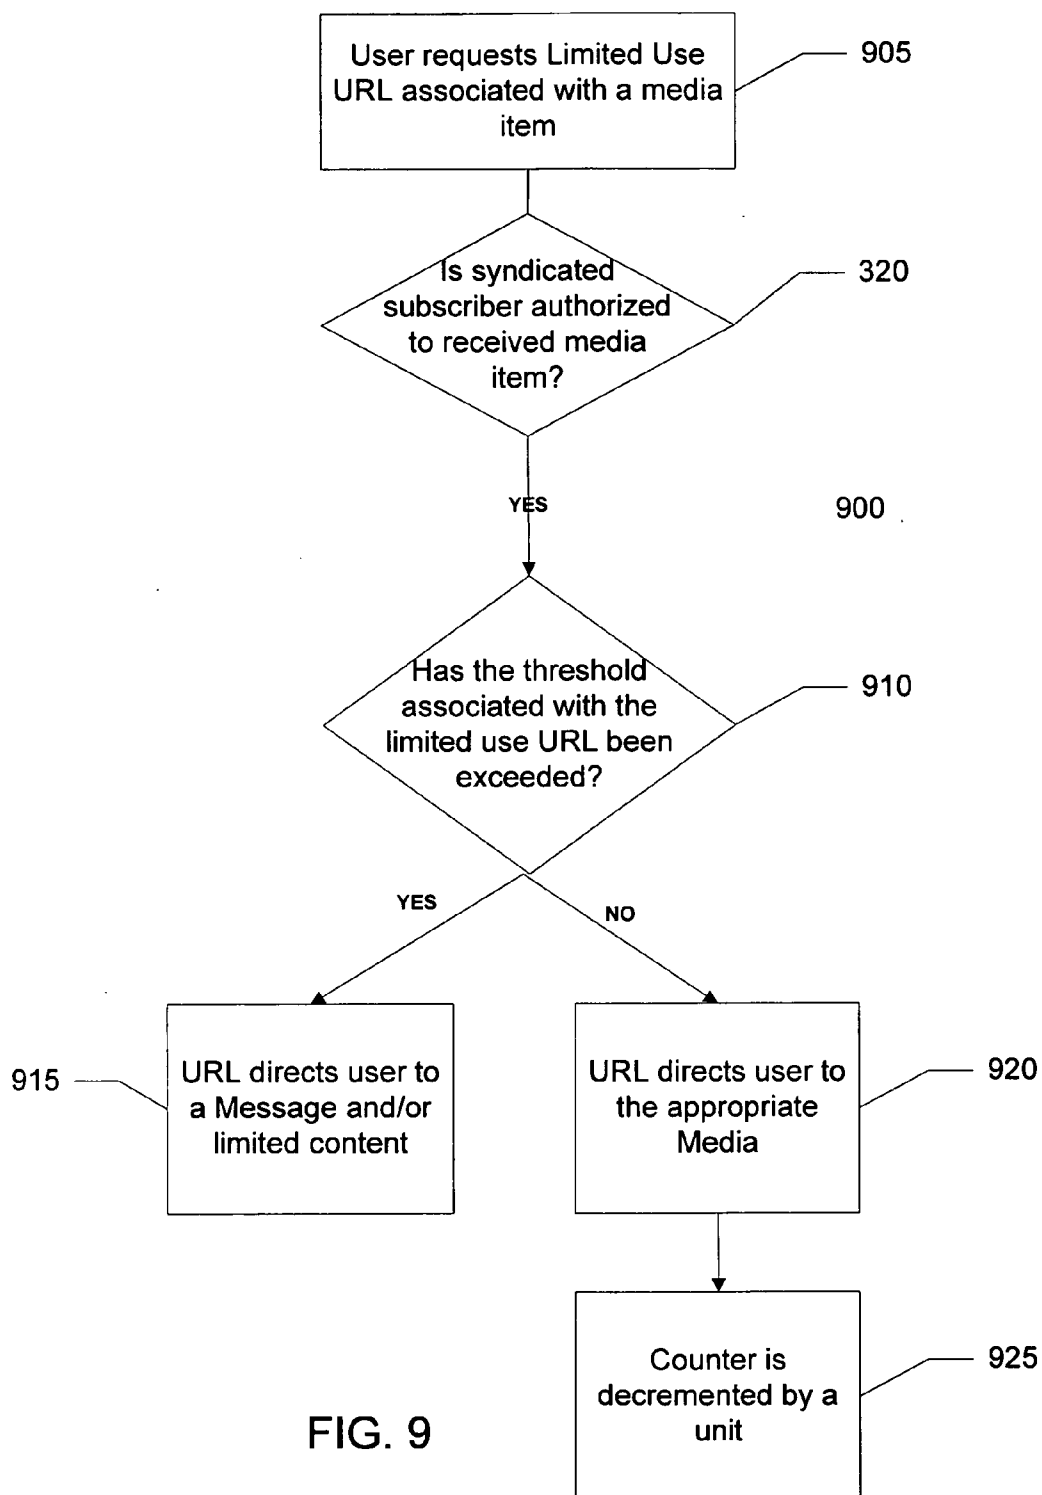 User requests Limited Use
URL associated with a media
item
905
Is syndicated
subscriber authorized
to received media
item?
320
YES
900
Has the threshold
associated with the
limited use URL been
exceeded?
910
YES
NO
915
URL directs user to
a Message and/or
limited content
URL directs user to
the appropriate
Media
920
Counter is
decremented by a
unit
925
FIG. 9